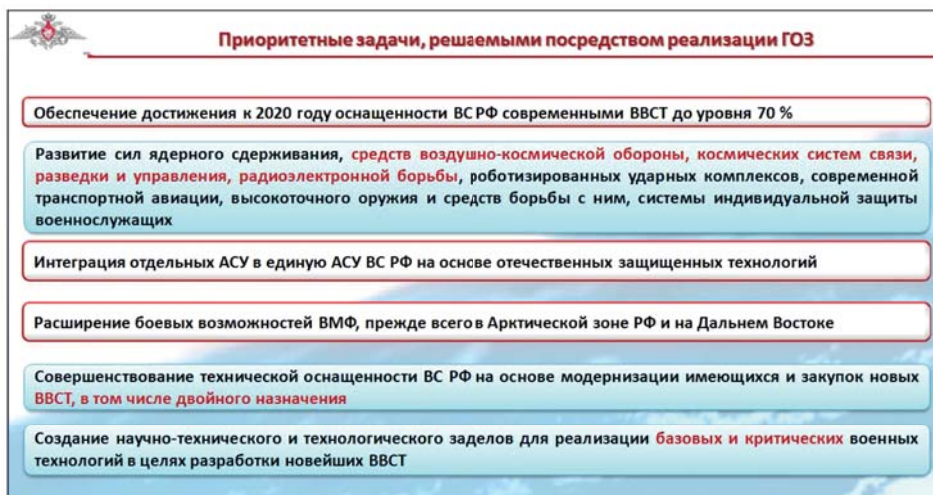 Приоритетные задачи, решаемыми посредством реализации ГОЗ
Обеспечение достижения к 2020 году оснащенности ВС РФ современными ВВСТ до уровня 70 %
Развитие сил ядерного сдерживания, средств воздушно-космической обороны, космических систем связи,
разведки и управления, радиоэлектронной борьбы, роботизированных ударных комплексов, современной
транспортной авиации, высокоточного оружия и средств борьбы с ним, системы индивидуальной защиты
военнослужащих
Интеграция отдельных АСУ в единую АСУ ВС РФ на основе отечественных защищенных технологий
Расширение боевых возможностей ВМФ, прежде всего в Арктической зоне РФ и на Дальнем Востоке
Совершенствование технической оснащенности ВС РФ на основе модернизации имеющихся и закупок новых
ВВСТ, в том числе двойного назначения
Создание научно-технического и технологического заделов для реализации базовых и критических военных
технологий в целях разработки новейших ВВСТ